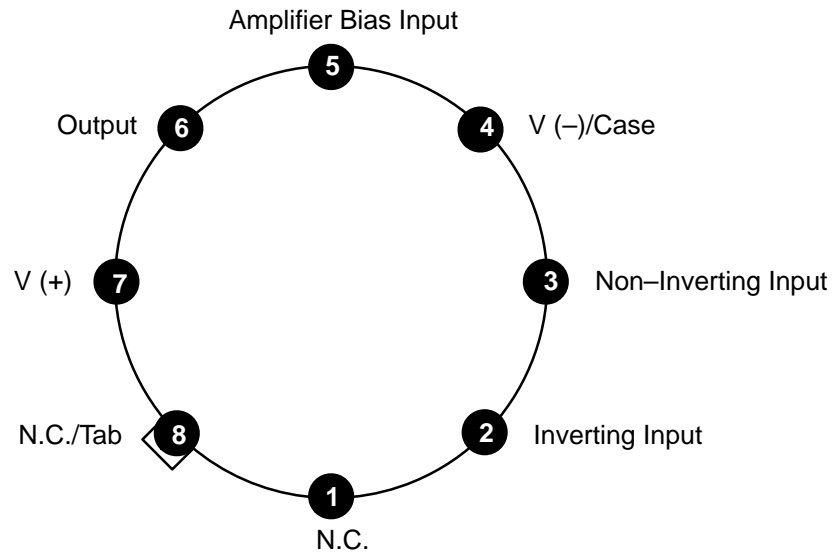 Amplifier Bias Input
5
Output 6
4 V (–)/Case
V (+) 7
3 Non–Inverting Input
N.C./Tab 8
2 Inverting Input
1
N.C.